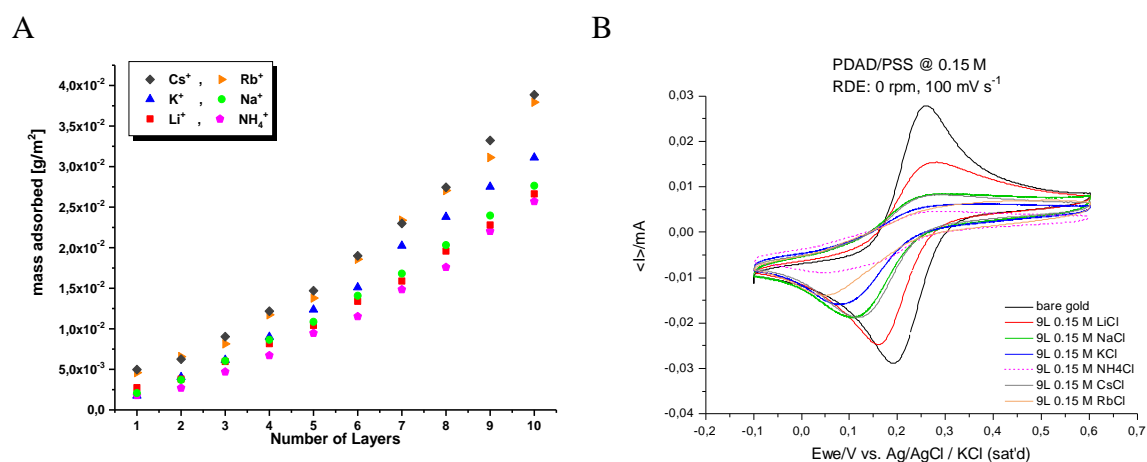 A
Cs⁺ , Rb⁺
K⁺ , Na⁺
Li⁺ , NH₄⁺
mass adsorbed [g/m²]
4,0x10⁻²
3,5x10⁻²
3,0x10⁻²
2,5x10⁻²
2,0x10⁻²
1,5x10⁻²
1,0x10⁻²
5,0x10⁻³
0,0
1 2 3 4 5 6 7 8 9 10
Number of Layers
B
PDAD/PSS @ 0.15 M
RDE: 0 rpm, 100 mV s⁻¹
<I>/mA
0,03
0,02
0,01
0,00
-0,01
-0,02
-0,03
-0,04
bare gold
9L 0.15 M LiCl
9L 0.15 M NaCl
9L 0.15 M KCl
9L 0.15 M NH4Cl
9L 0.15 M CsCl
9L 0.15 M RbCl
-0,2 -0,1 0,0 0,1 0,2 0,3 0,4 0,5 0,6 0,7
Ewe/V vs. Ag/AgCl / KCl (sat'd)